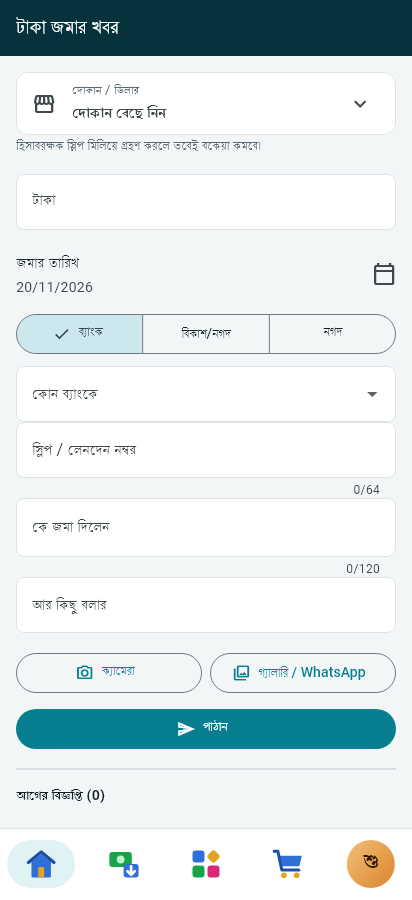 টাকা জমার খবর
দোকান / ডিলার
দোকান বেছে নিন
হিসাবরক্ষক স্লিপ মিলিয়ে গ্রহণ করলে তবেই বকেয়া কমবে।
টাকা
জমার তারিখ
20/11/2026
ব্যাংক
বিকাশ/নগদ
নগদ
কোন ব্যাংকে
স্লিপ / লেনদেন নম্বর
0/64
কে জমা দিলেন
0/120
আর কিছু বলার
ক্যামেরা
গ্যালারি / WhatsApp
পাঠান
আগের বিজ্ঞপ্তি (0)
শু